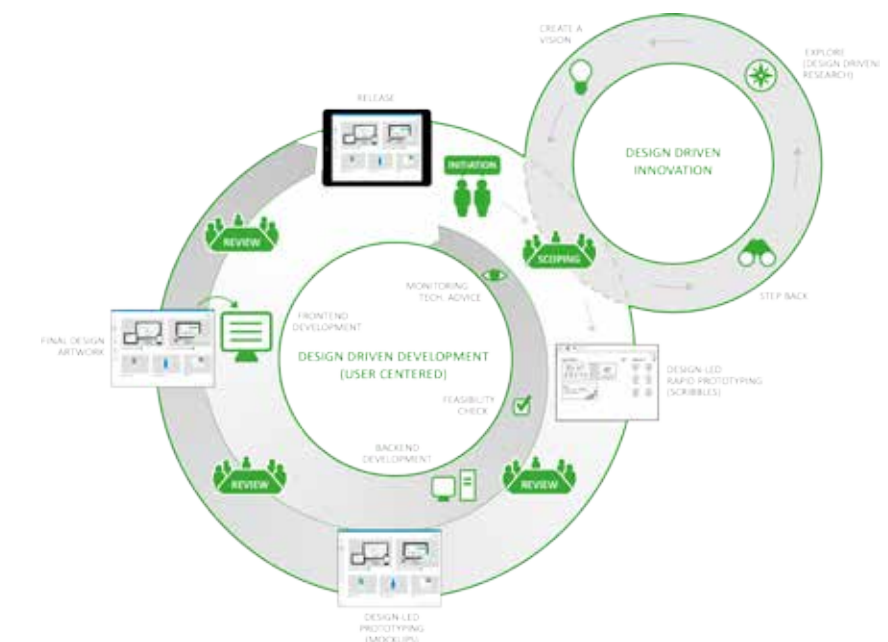 CREATE A
VISION
EXPLORE
(DESIGN DRIVEN
RESEARCH)
DESIGN DRIVEN
INNOVATION
STEP BACK
RELEASE
INITIATION
SCOPING
REVIEW
MONITORING
TECH. ADVICE
FRONTEND
DEVELOPMENT
FINAL DESIGN
ARTWORK
DESIGN DRIVEN DEVELOPMENT
(USER CENTERED)
DESIGN-LED
RAPID PROTOTYPING
(SCRIBBLES)
FEASIBILITY
CHECK
BACKEND
DEVELOPMENT
REVIEW
REVIEW
DESIGN-LED
PROTOTYPING
(MOCKUPS)